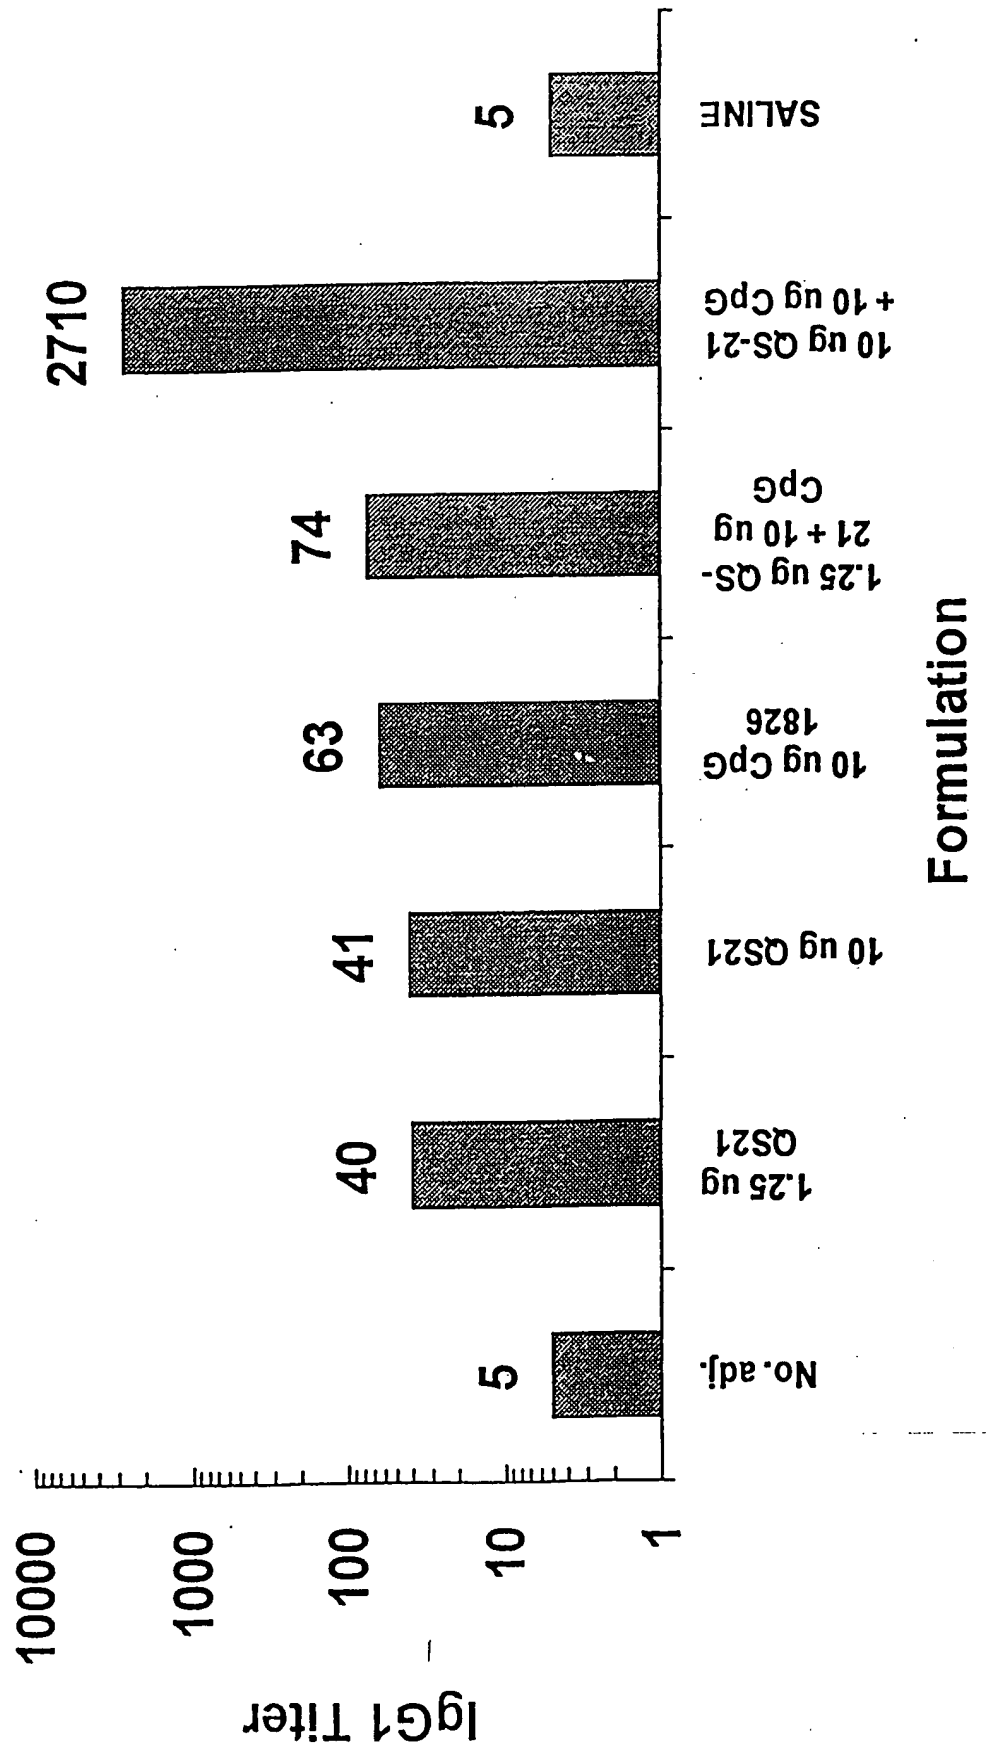 IgG1 Titer
10000
1000
100
10
1
5
40
41
63
74
2710
5
No. adj.
1.25 ug
QS21
10 ug QS21
10 ug CpG
1826
1.25 ug QS-
21 + 10 ug
CpG
10 ug QS-21
+ 10 ug CpG
SALINE
Formulation